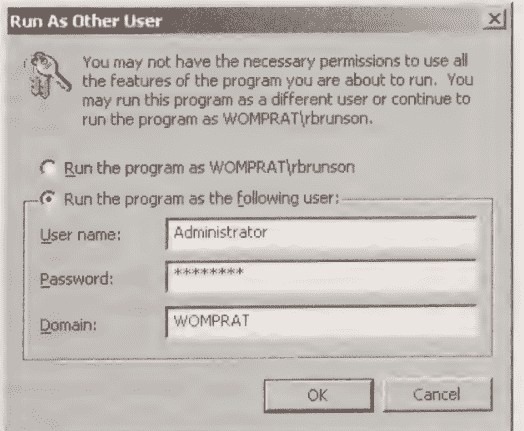 Run As Other User
You may not have the necessary permissions to use all
the features of the program you are about to run. You
may run this program as a different user or continue to
run the program as WOMPRAT\rbrunson.
Run the program as WOMPRAT\rbrunson
Run the program as the following user:
User name: Administrator
Password: ********
Domain: WOMPRAT
OK Cancel